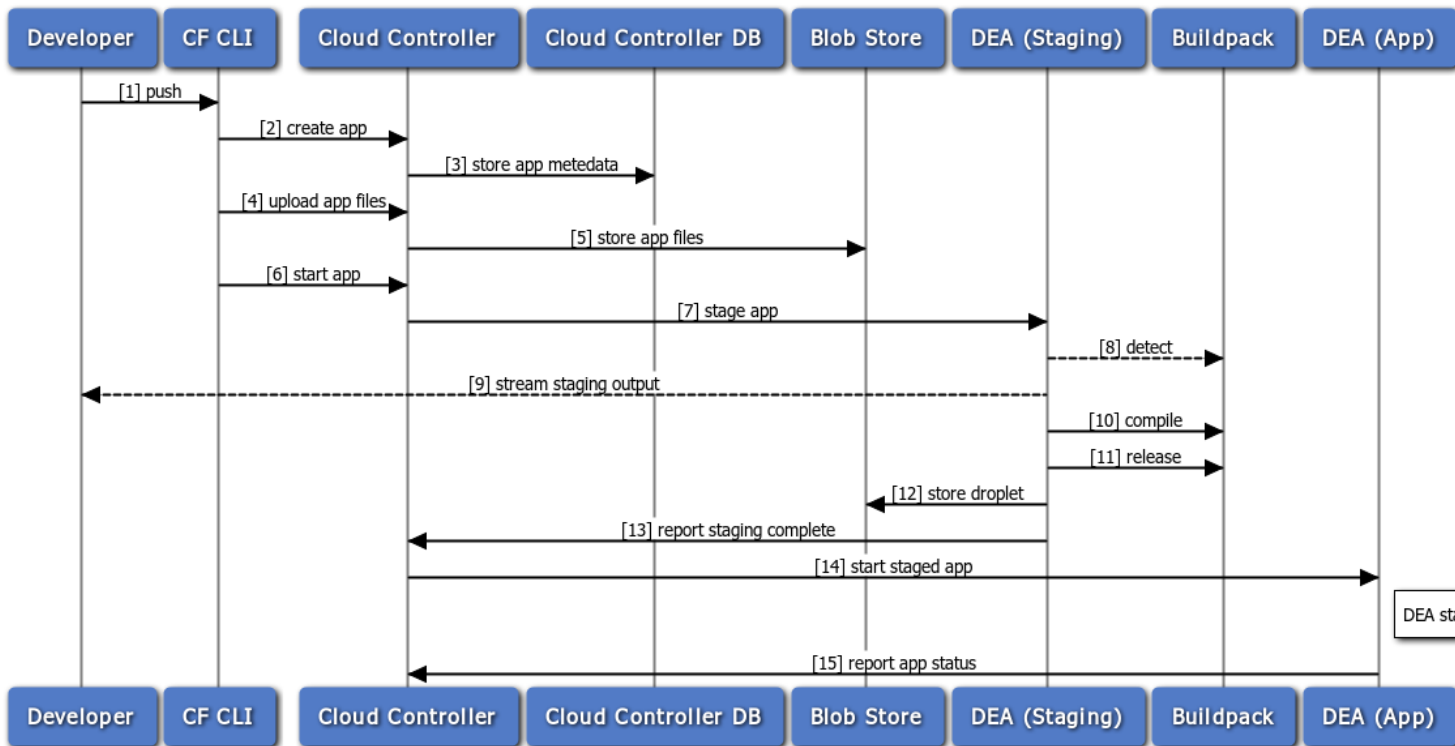 Developer CF CLI Cloud Controller Cloud Controller DB Blob Store DEA (Staging) Buildpack DEA (App)
[1] push
[2] create app
[3] store app metedata
[4] upload app files
[5] store app files
[6] start app
[7] stage app
[8] detect
[9] stream staging output
[10] compile
[11] release
[12] store droplet
[13] report staging complete
[14] start staged app
DEA
[15] report app status
Developer CF CLI Cloud Controller Cloud Controller DB Blob Store DEA (Staging) Buildpack DEA (App)